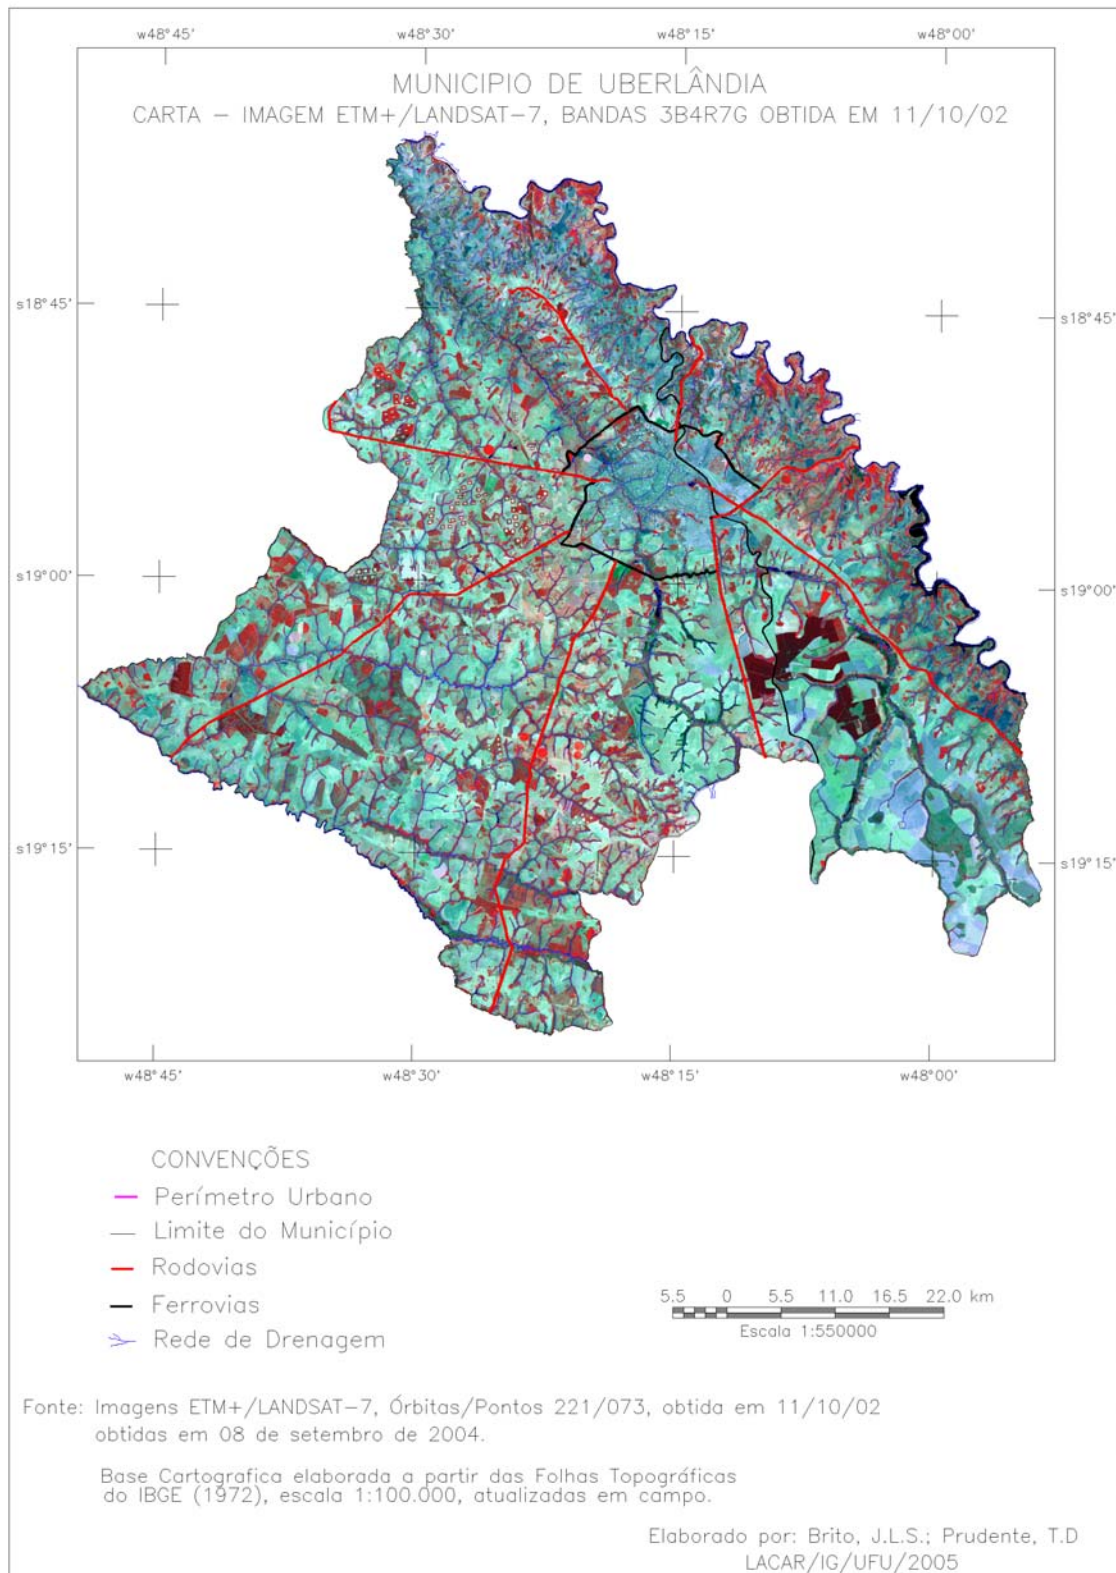 w48°45' w48°30' w48°15' w48°00'
MUNICIPIO DE UBERLÂNDIA
CARTA – IMAGEM ETM+/LANDSAT–7, BANDAS 3B4R7G OBTIDA EM 11/10/02
s18°45' s18°45'
s19°00' s19°00'
s19°15' s19°15'
w48°45' w48°30' w48°15' w48°00'
CONVENÇÕES
Perímetro Urbano
Limite do Município
Rodovias
Ferrovias
Rede de Drenagem
5.5 0 5.5 11.0 16.5 22.0 km
Escala 1:550000
Fonte: Imagens ETM+/LANDSAT–7, Órbitas/Pontos 221/073, obtida em 11/10/02
obtidas em 08 de setembro de 2004.
Base Cartografica elaborada a partir das Folhas Topográficas
do IBGE (1972), escala 1:100.000, atualizadas em campo.
Elaborado por: Brito, J.L.S.; Prudente, T.D
LACAR/IG/UFU/2005